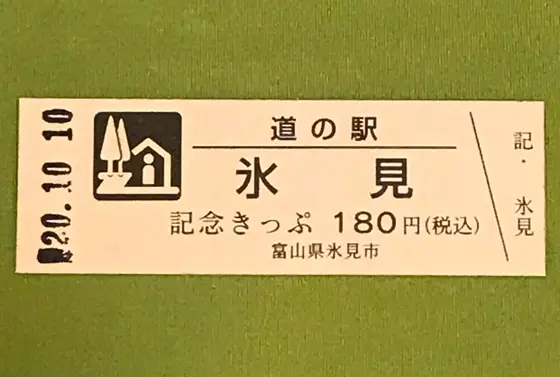 20.10.10
道の駅
氷見
記念きっぷ 180円(税込)
富山県氷見市
記・氷見